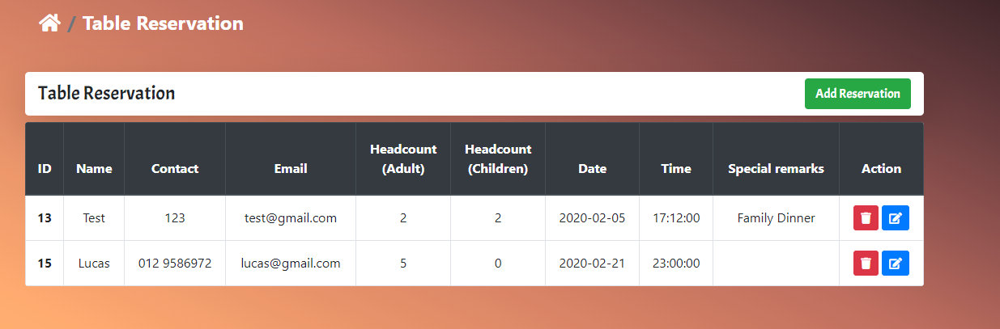 / Table Reservation
Table Reservation Add Reservation
ID Name Contact Email Headcount (Adult) Headcount (Children) Date Time Special remarks Action
13 Test 123 test@gmail.com 2 2 2020-02-05 17:12:00 Family Dinner
15 Lucas 012 9586972 lucas@gmail.com 5 0 2020-02-21 23:00:00